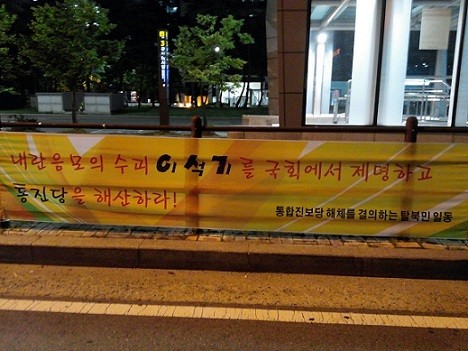 내란음모의 수괴 이석기를 국회에서 제명하고
통진당을 해산하라!
통합진보당 해체를 결의하는 탈북민 일동